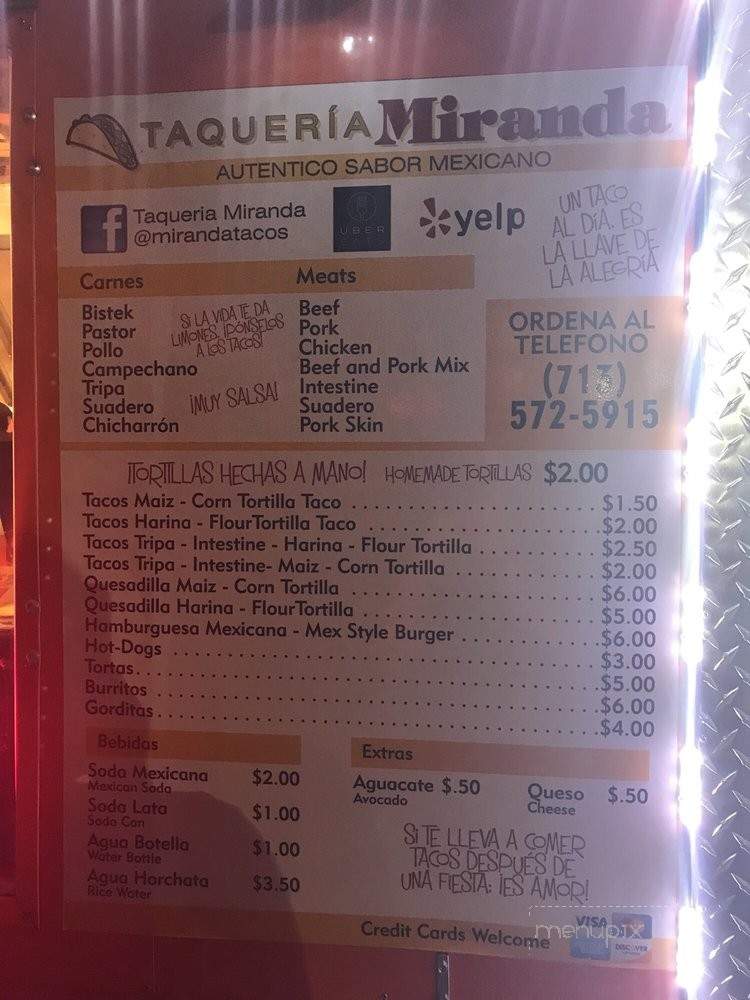 TAQUERÍA Miranda
AUTENTICO SABOR MEXICANO
Taqueria Miranda
@mirandatacos
UBER
yelp
UN TACO
AL DÍA, ES
LA LLAVE DE
LA ALEGRÍA
Carnes
Meats
Bistek
Pastor
Pollo
Campechano
Tripa
Suadero
Chicharrón
SI LA VIDA TE DA
LIMONES, ¡PÓNSELOS
A LOS TACOS!
¡MUY SALSA!
Beef
Pork
Chicken
Beef and Pork Mix
Intestine
Suadero
Pork Skin
ORDENA AL
TELEFONO
(713)
572-5915
¡TORTILLAS HECHAS A MANO! HOMEMADE TORTILLAS $2.00
Tacos Maiz - Corn Tortilla Taco $1.50
Tacos Harina - FlourTortilla Taco $2.00
Tacos Tripa - Intestine - Harina - Flour Tortilla $2.50
Tacos Tripa - Intestine- Maiz - Corn Tortilla $2.00
Quesadilla Maiz - Corn Tortilla $6.00
Quesadilla Harina - FlourTortilla $5.00
Hamburguesa Mexicana - Mex Style Burger $6.00
Hot-Dogs $3.00
Tortas $5.00
Burritos $6.00
Gorditas $4.00
Bebidas
Soda Mexicana $2.00
Mexican Soda
Soda Lata $1.00
Soda Can
Agua Botella $1.00
Water Bottle
Agua Horchata $3.50
Rice Water
Extras
Aguacate $.50
Avocado
Queso $.50
Cheese
SI TE LLEVA A COMER
TACOS DESPUÉS DE
UNA FIESTA: ¡ES AMOR!
Credit Cards Welcome
VISA
DISCOVER
menupix